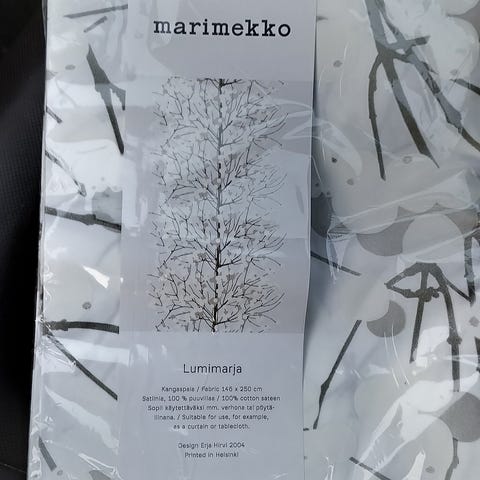 marimekko
Lumimarja
Kangaspala / Fabric 146 x 250 cm
Satiinia, 100 % puuvillaa / 100% cotton sateen
Sopii käytettäväksi mm. verhona tai pöytä-
liinana. / Suitable for use, for example,
as a curtain or tablecloth.
Design Erja Hirvi 2004
Printed in Helsinki